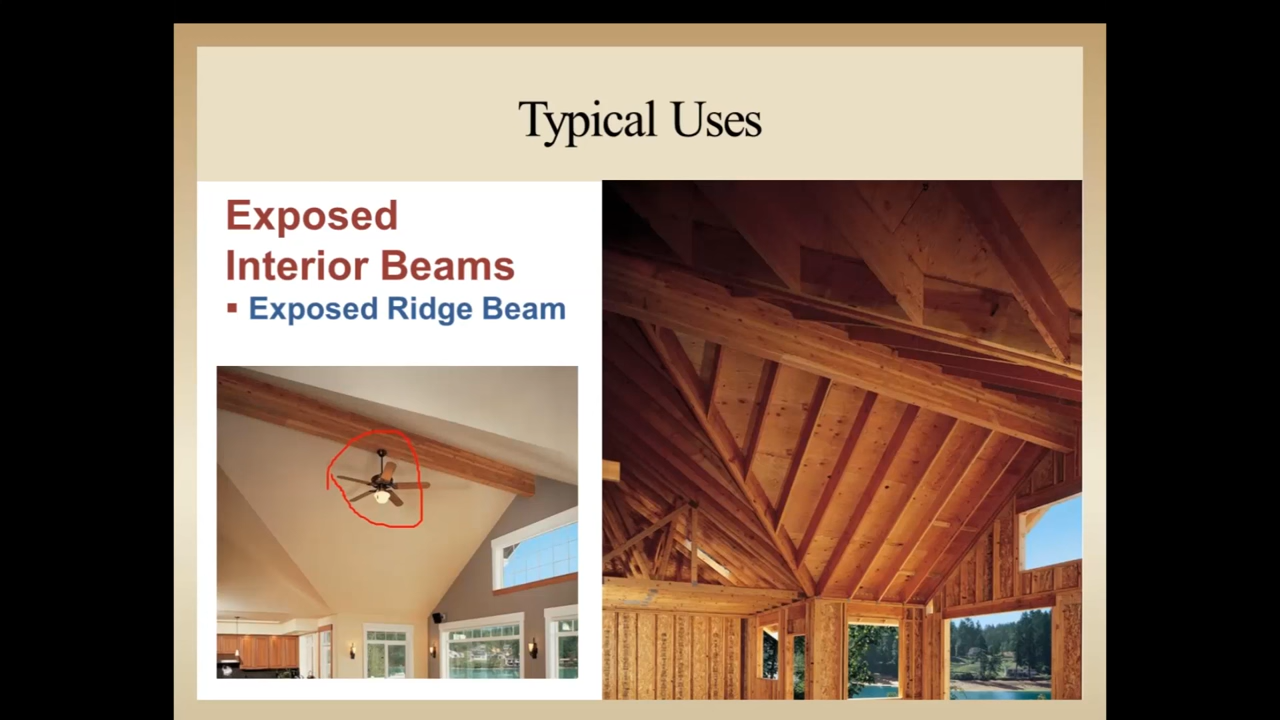 Typical Uses
Exposed
Interior Beams
▪ Exposed Ridge Beam